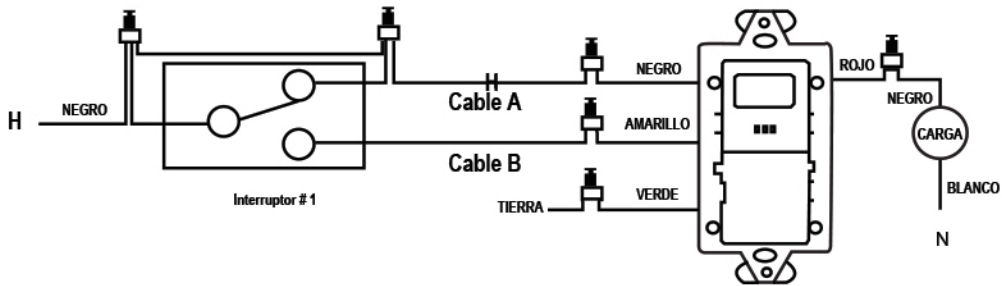 ROJO
NEGRO
NEGRO
NEGRO
H
H
Cable A
AMARILLO
CARGA
Cable B
BLANCO
VERDE
Interruptor # 1
TIERRA
N